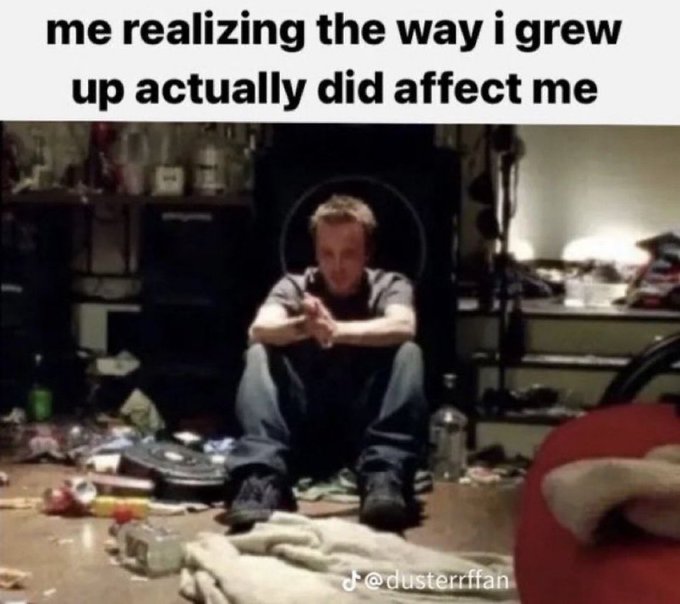 me realizing the way i grew
up actually did affect me
@dusterrffan